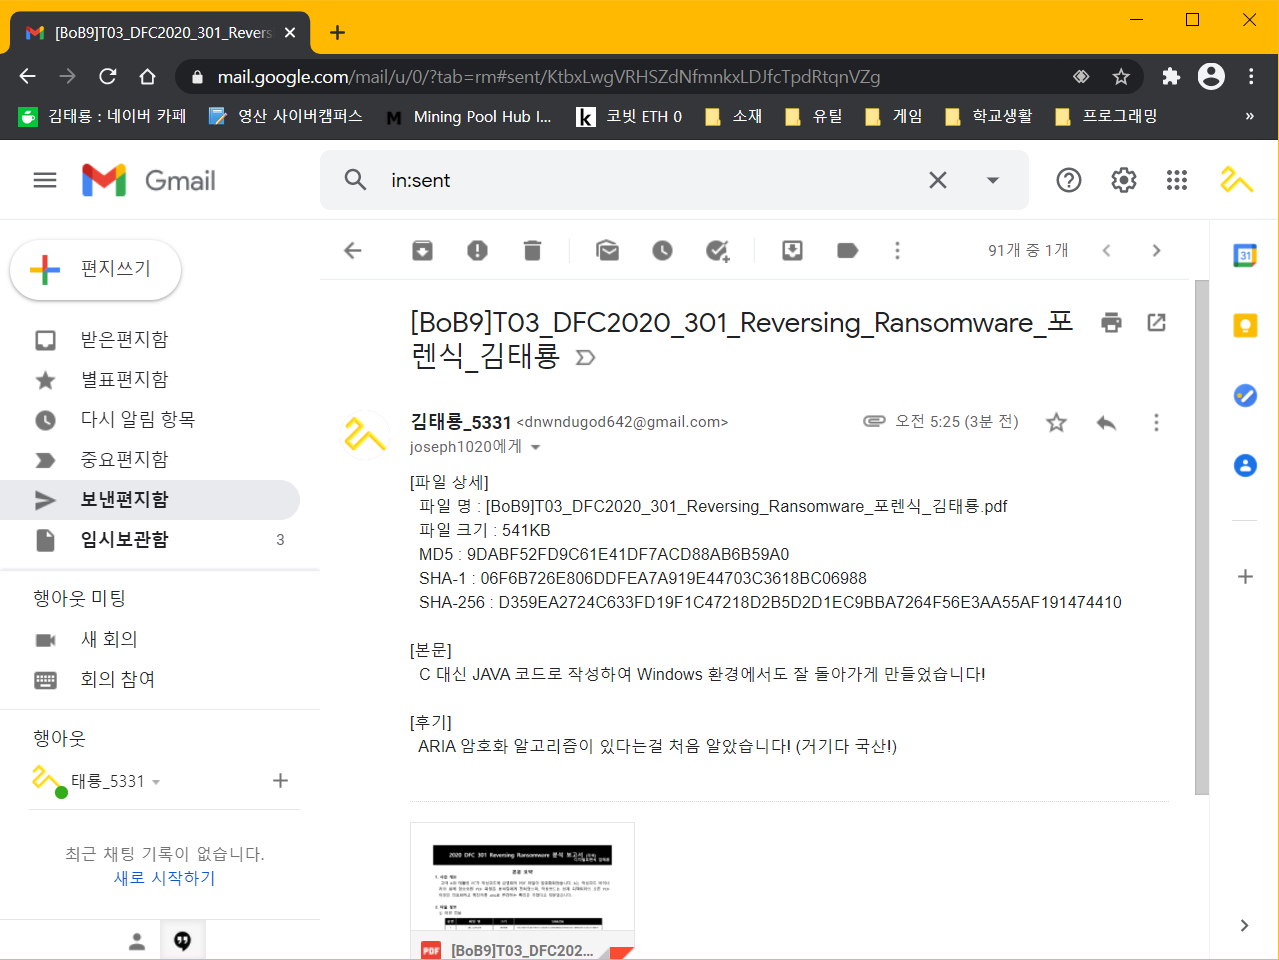 [BoB9]T03_DFC2020_301_Revers
mail.google.com/mail/u/0/?tab=rm#sent/KtbxLwgVRHSZdNfmnkxLDJfcTpdRtqnVZg
김태룡 : 네이버 카페
영산 사이버캠퍼스
Mining Pool Hub I...
코빗 ETH 0
소재
유틸
게임
학교생활
프로그래밍
»
Gmail
in:sent
편지쓰기
91개 중 1개
받은편지함
별표편지함
다시 알림 항목
중요편지함
보낸편지함
임시보관함 3
행아웃 미팅
새 회의
회의 참여
행아웃
태룡_5331
최근 채팅 기록이 없습니다.
새로 시작하기
[BoB9]T03_DFC2020_301_Reversing_Ransomware_포
렌식_김태룡
김태룡_5331 <dnwndugod642@gmail.com>
오전 5:25 (3분 전)
joseph1020에게
[파일 상세]
파일 명 : [BoB9]T03_DFC2020_301_Reversing_Ransomware_포렌식_김태룡.pdf
파일 크기 : 541KB
MD5 : 9DABF52FD9C61E41DF7ACD88AB6B59A0
SHA-1 : 06F6B726E806DDFEA7A919E44703C3618BC06988
SHA-256 : D359EA2724C633FD19F1C47218D2B5D2D1EC9BBA7264F56E3AA55AF191474410
[본문]
C 대신 JAVA 코드로 작성하여 Windows 환경에서도 잘 돌아가게 만들었습니다!
[후기]
ARIA 암호화 알고리즘이 있다는걸 처음 알았습니다! (거기다 국산!)
2020 DFC 301 Reversing Ransomware 분석 보고서
PDF [BoB9]T03_DFC202...
31